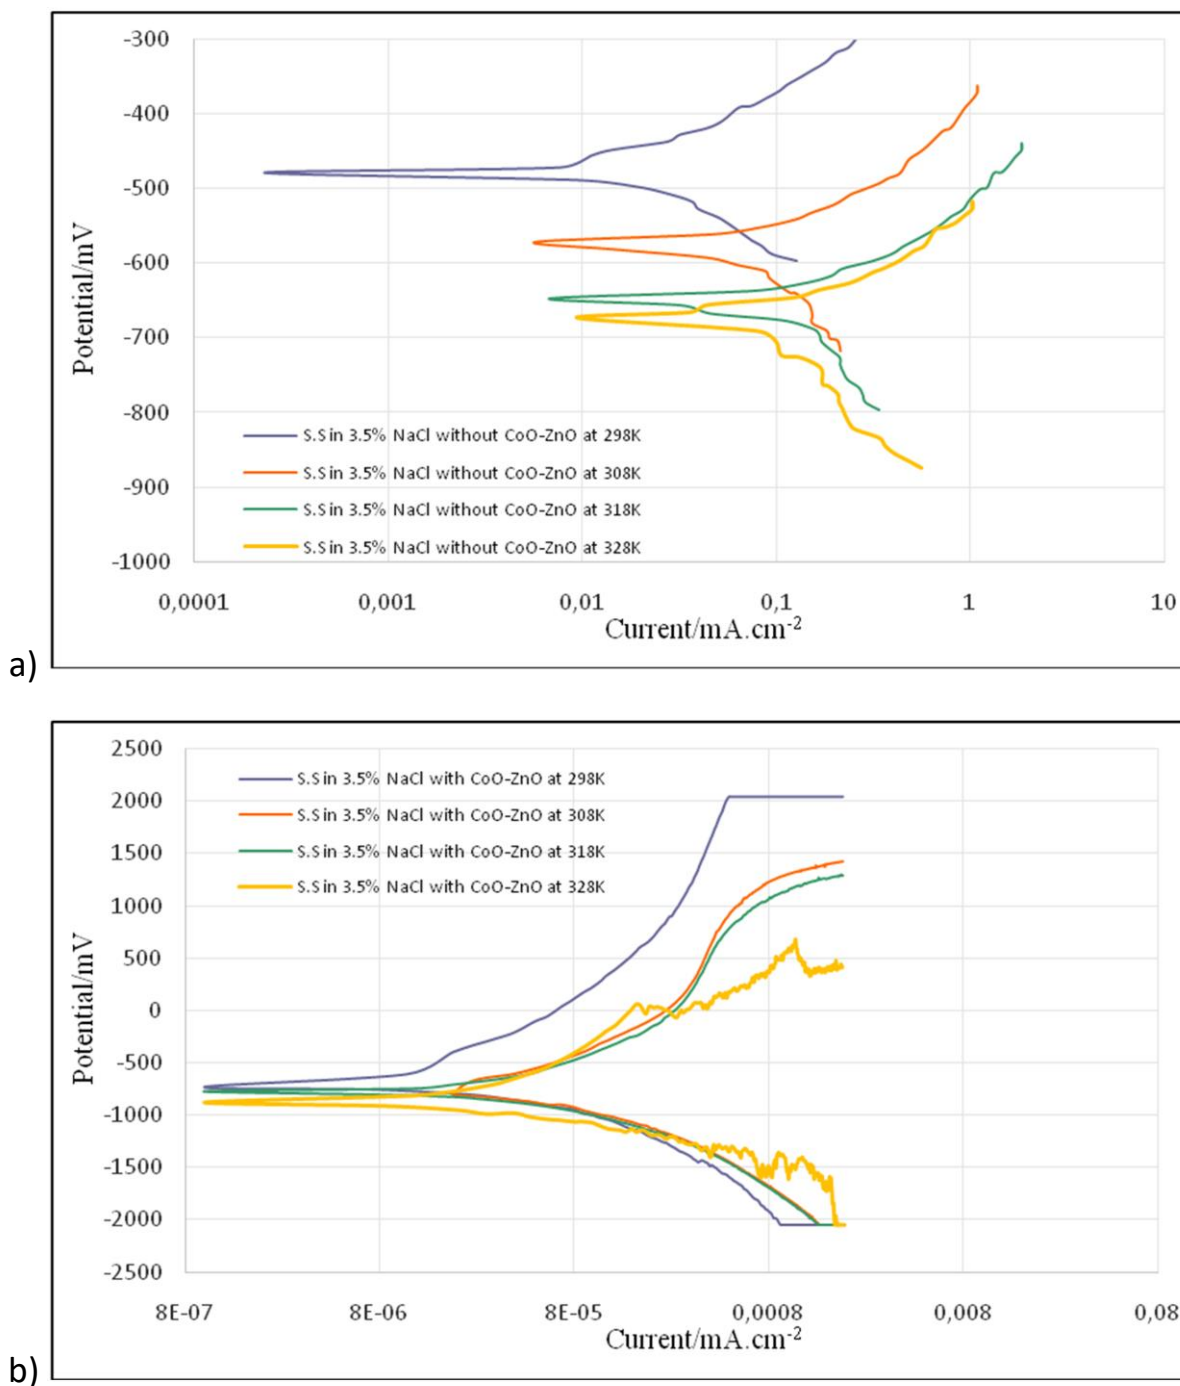 -300
-400
-500
-600
-700
-800
-900
-1000
Potential/mV
S.S in 3.5% NaCl without CoO-ZnO at 298K
S.S in 3.5% NaCl without CoO-ZnO at 308K
S.S in 3.5% NaCl without CoO-ZnO at 318K
S.S in 3.5% NaCl without CoO-ZnO at 328K
0,0001 0,001 0,01 0,1 1 10
Current/mA.cm-2
a)
2500
2000
1500
1000
500
0
-500
-1000
-1500
-2000
-2500
Potential/mV
S.S in 3.5% NaCl with CoO-ZnO at 298K
S.S in 3.5% NaCl with CoO-ZnO at 308K
S.S in 3.5% NaCl with CoO-ZnO at 318K
S.S in 3.5% NaCl with CoO-ZnO at 328K
8E-07 8E-06 8E-05 0,0008 0,008 0,08
Current/mA.cm-2
b)